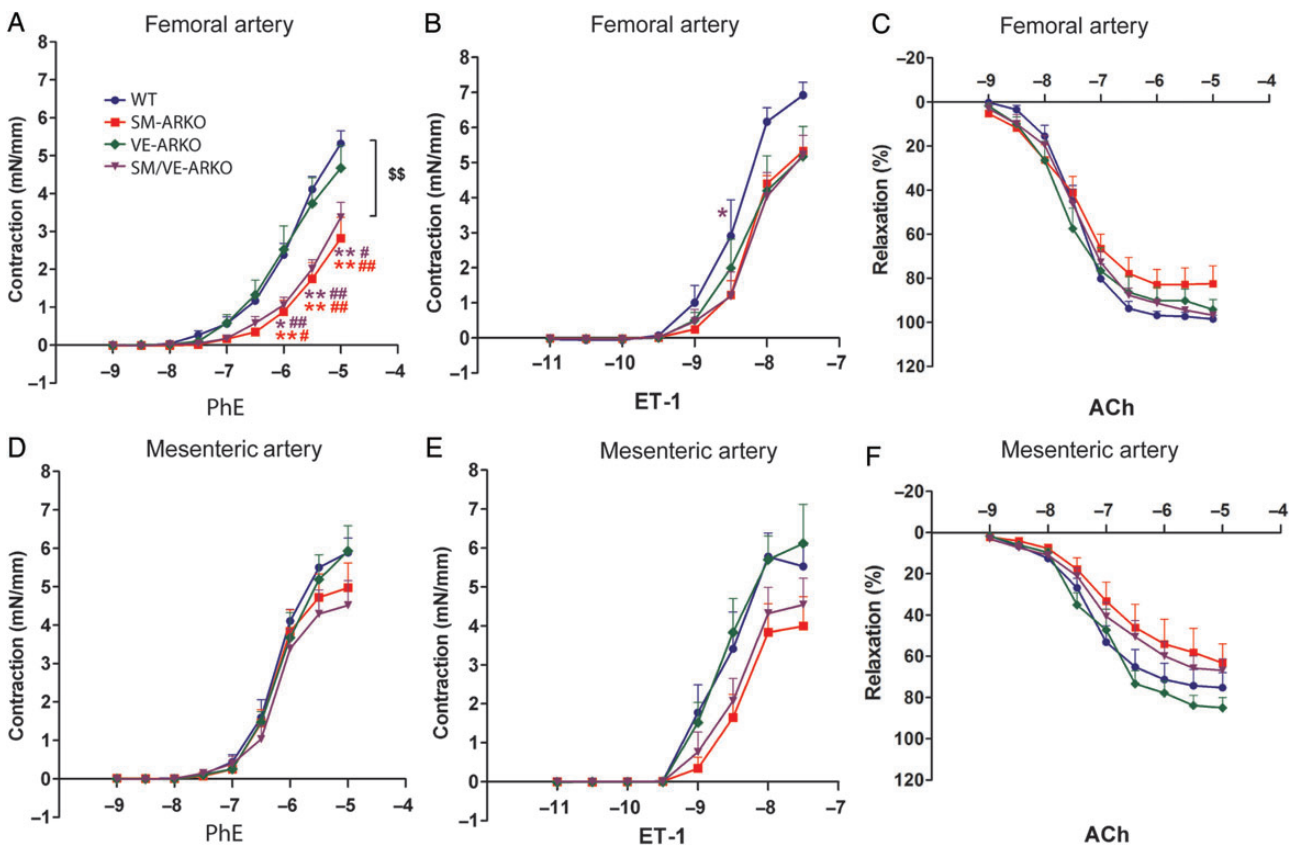 A
Femoral artery
8
7
6
5
4
3
2
1
0
–1
Contraction (mN/mm)
WT
SM-ARKO
VE-ARKO
SM/VE-ARKO
$$
** #
** ##
** ##
** ##
* ##
** #
–9 –8 –7 –6 –5 –4
PhE
B
Femoral artery
8
7
6
5
4
3
2
1
0
–1
Contraction (mN/mm)
*
–11 –10 –9 –8 –7
ET-1
C
Femoral artery
–20
–9 –8 –7 –6 –5 –4
0
20
40
60
80
100
120
Relaxation (%)
ACh
D
Mesenteric artery
8
7
6
5
4
3
2
1
0
–1
Contraction (mN/mm)
–9 –8 –7 –6 –5 –4
PhE
E
Mesenteric artery
8
7
6
5
4
3
2
1
0
–1
Contraction (mN/mm)
–11 –10 –9 –8 –7
ET-1
F
Mesenteric artery
–20
–9 –8 –7 –6 –5 –4
0
20
40
60
80
100
120
Relaxation (%)
ACh